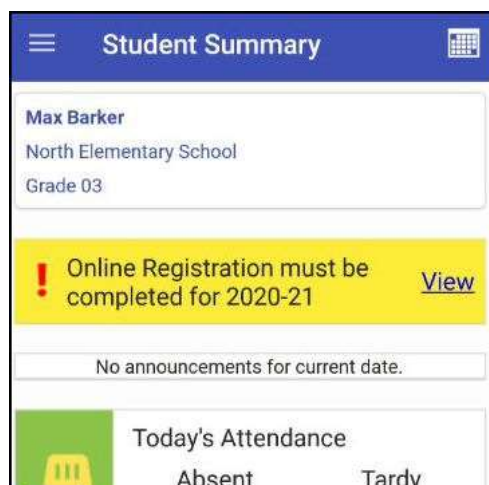 Student Summary
Max Barker
North Elementary School
Grade 03
! Online Registration must be
completed for 2020-21
View
No announcements for current date.
Today's Attendance
Absent Tardy